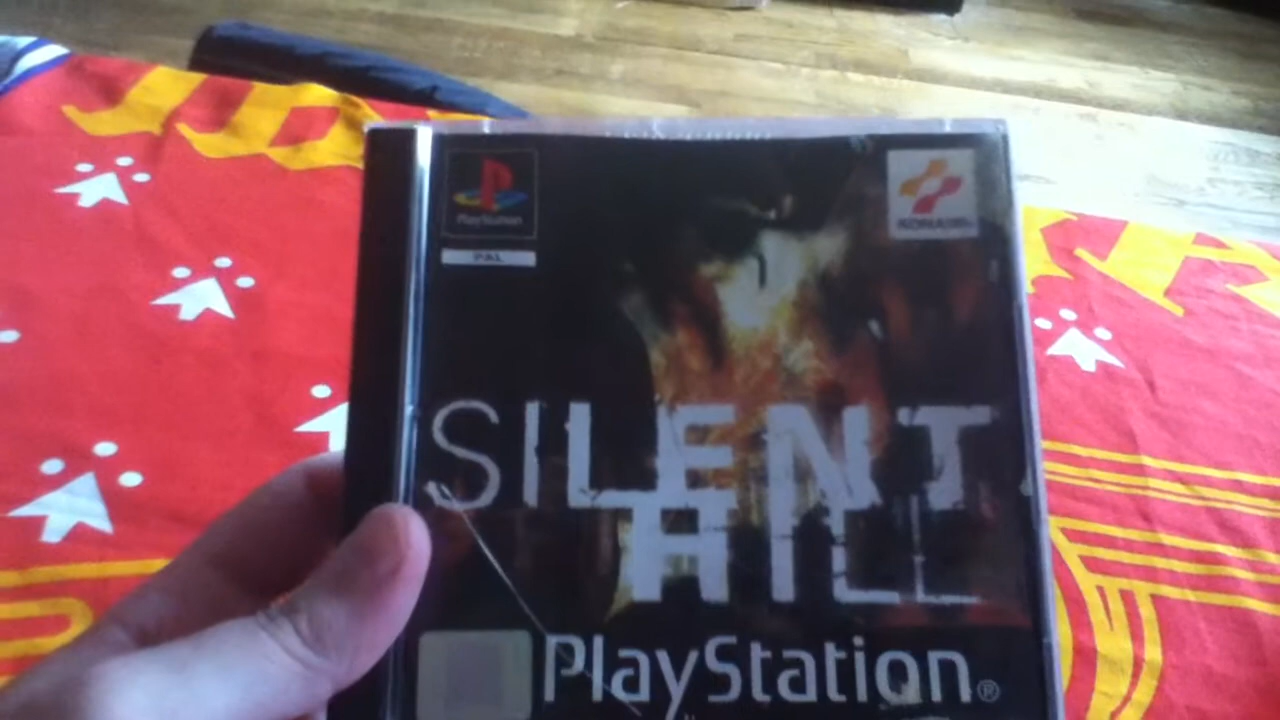 PlayStation
KONAMI
PAL
SILENT
HILL
PlayStation®